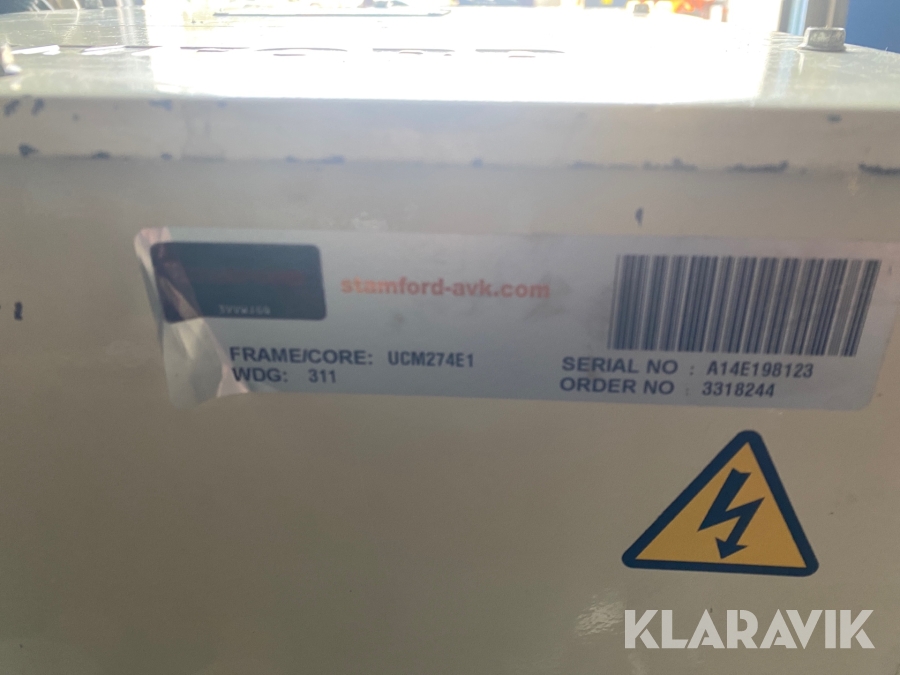 stamford-avk.com
FRAME/CORE: UCM274E1
WDG: 311
SERIAL NO : A14E198123
ORDER NO : 3318244
KLARAVIK